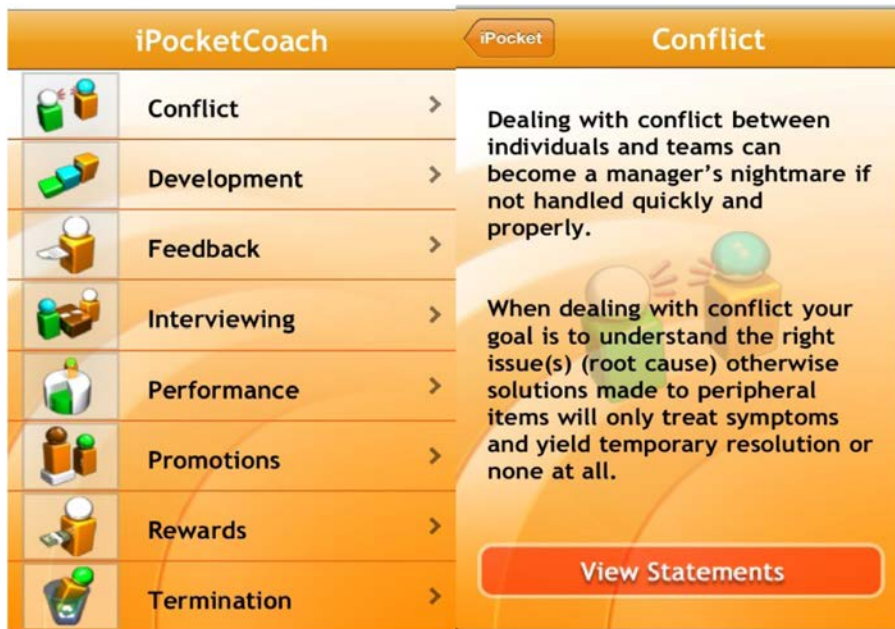 iPocketCoach
Conflict
Development
Feedback
Interviewing
Performance
Promotions
Rewards
Termination
iPocket
Conflict
Dealing with conflict between
individuals and teams can
become a manager's nightmare if
not handled quickly and
properly.
When dealing with conflict your
goal is to understand the right
issue(s) (root cause) otherwise
solutions made to peripheral
items will only treat symptoms
and yield temporary resolution or
none at all.
View Statements